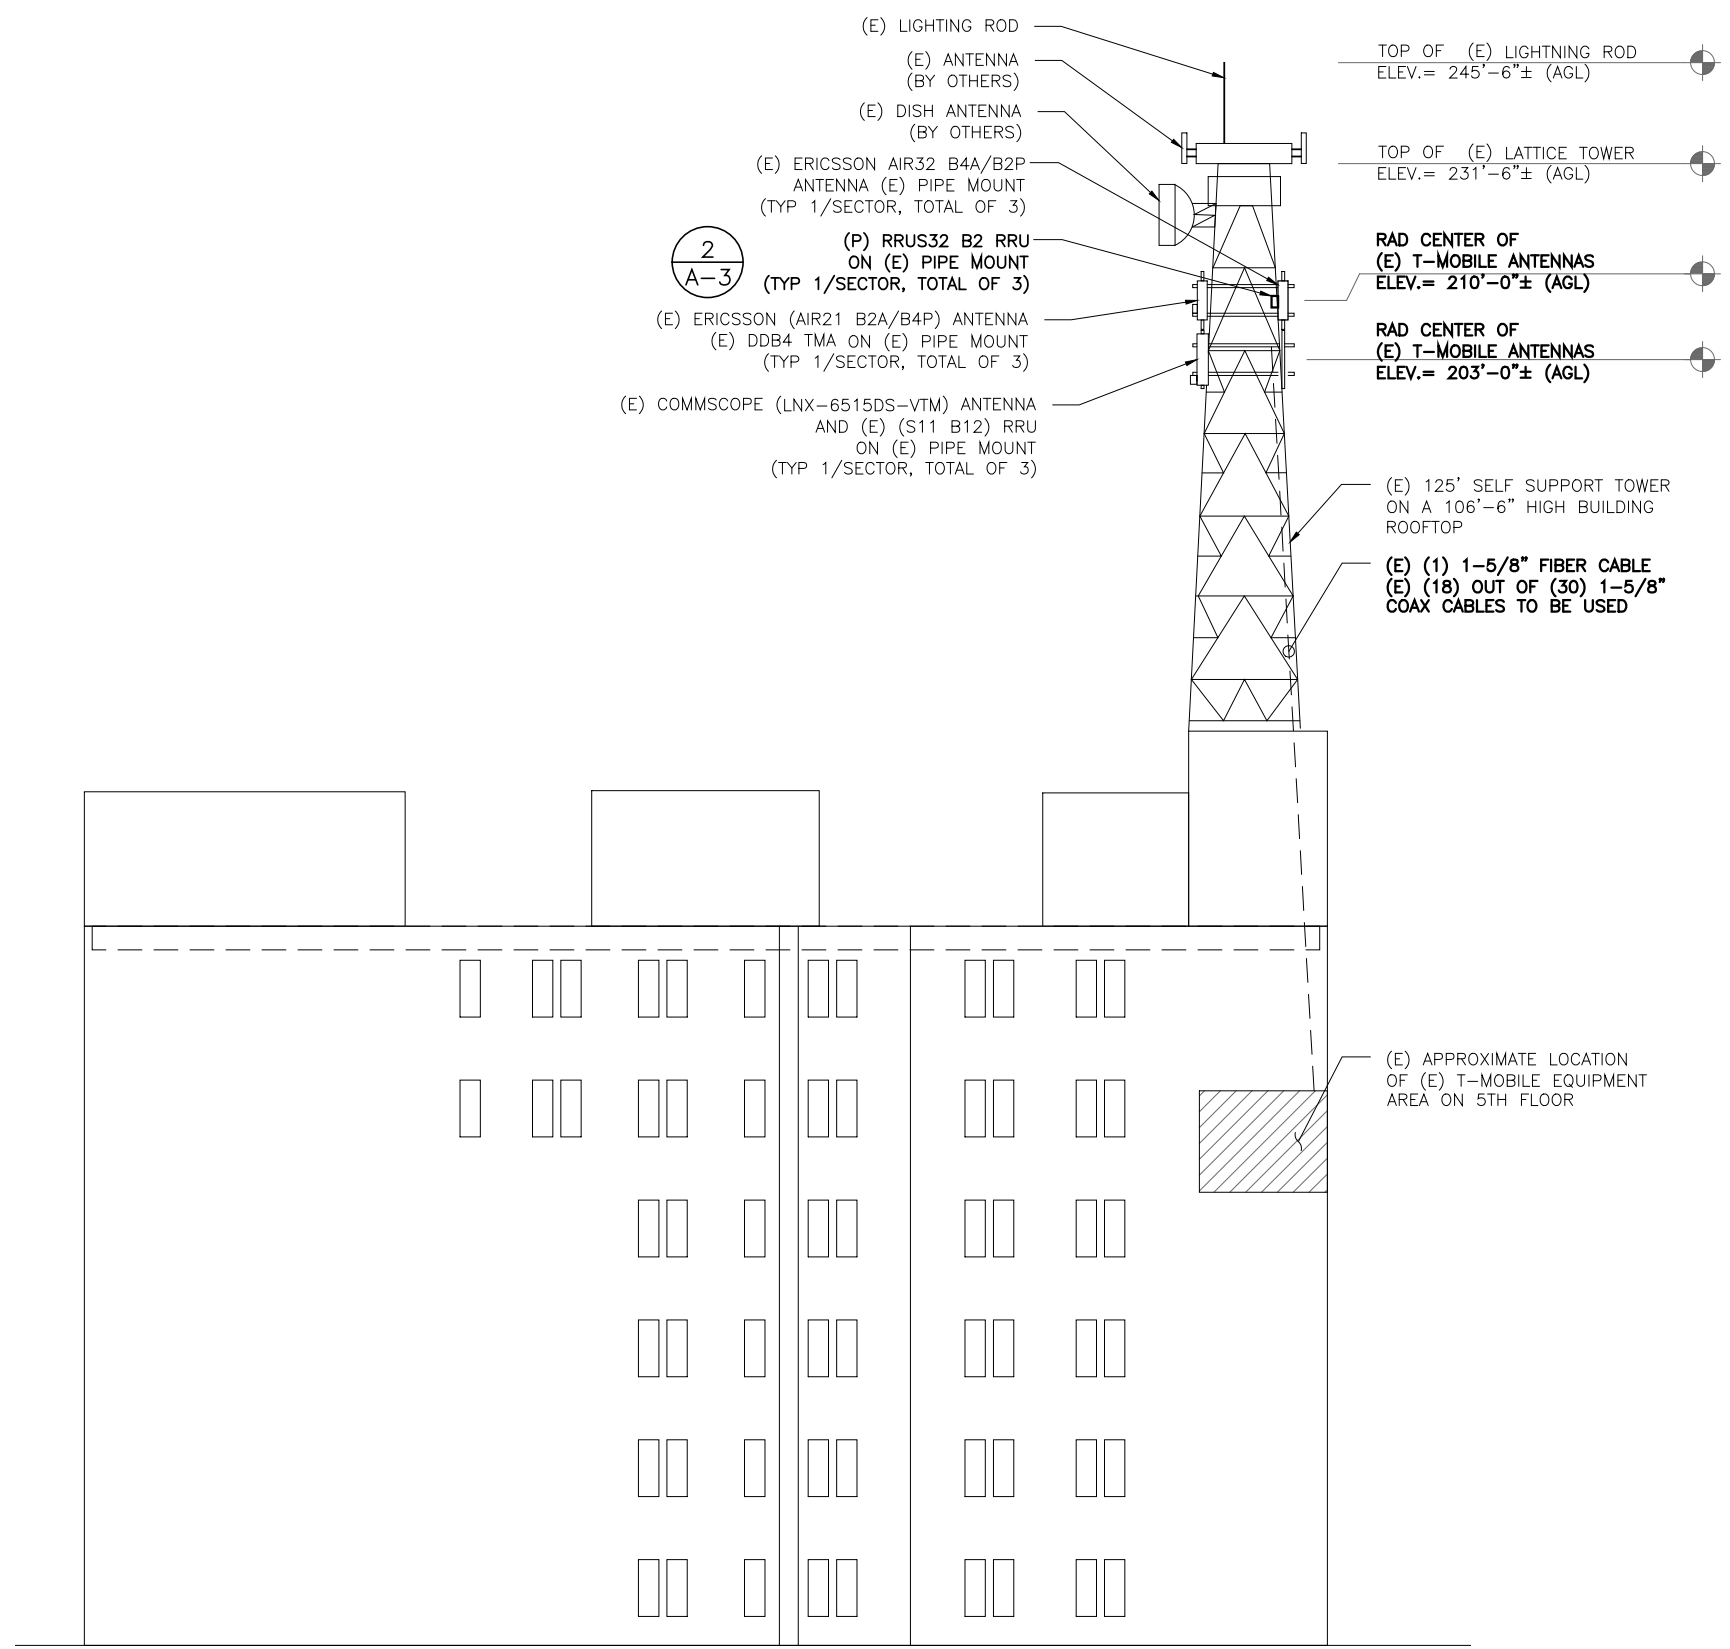 (E) LIGHTING ROD
(E) ANTENNA
(BY OTHERS)
(E) DISH ANTENNA
(BY OTHERS)
(E) ERICSSON AIR32 B4A/B2P
ANTENNA (E) PIPE MOUNT
(TYP 1/SECTOR, TOTAL OF 3)
2
A-3
(P) RRUS32 B2 RRU
ON (E) PIPE MOUNT
(TYP 1/SECTOR, TOTAL OF 3)
(E) ERICSSON (AIR21 B2A/B4P) ANTENNA
(E) DDB4 TMA ON (E) PIPE MOUNT
(TYP 1/SECTOR, TOTAL OF 3)
(E) COMMSCOPE (LNX-6515DS-VTM) ANTENNA
AND (E) (S11 B12) RRU
ON (E) PIPE MOUNT
(TYP 1/SECTOR, TOTAL OF 3)
TOP OF (E) LIGHTNING ROD
ELEV.= 245'-6"± (AGL)
TOP OF (E) LATTICE TOWER
ELEV.= 231'-6"± (AGL)
RAD CENTER OF
(E) T-MOBILE ANTENNAS
ELEV.= 210'-0"± (AGL)
RAD CENTER OF
(E) T-MOBILE ANTENNAS
ELEV.= 203'-0"± (AGL)
(E) 125' SELF SUPPORT TOWER
ON A 106'-6" HIGH BUILDING
ROOFTOP
(E) (1) 1-5/8" FIBER CABLE
(E) (18) OUT OF (30) 1-5/8"
COAX CABLES TO BE USED
(E) APPROXIMATE LOCATION
OF (E) T-MOBILE EQUIPMENT
AREA ON 5TH FLOOR